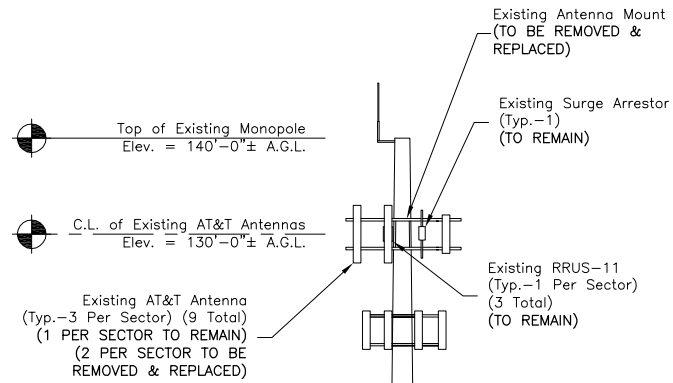 Existing Antenna Mount
(TO BE REMOVED &
REPLACED)
Existing Surge Arrestor
(Typ.-1)
(TO REMAIN)
Top of Existing Monopole
Elev. = 140'-0"± A.G.L.
C.L. of Existing AT&T Antennas
Elev. = 130'-0"± A.G.L.
Existing RRUS-11
(Typ.-1 Per Sector)
(3 Total)
(TO REMAIN)
Existing AT&T Antenna
(Typ.-3 Per Sector) (9 Total)
(1 PER SECTOR TO REMAIN)
(2 PER SECTOR TO BE
REMOVED & REPLACED)